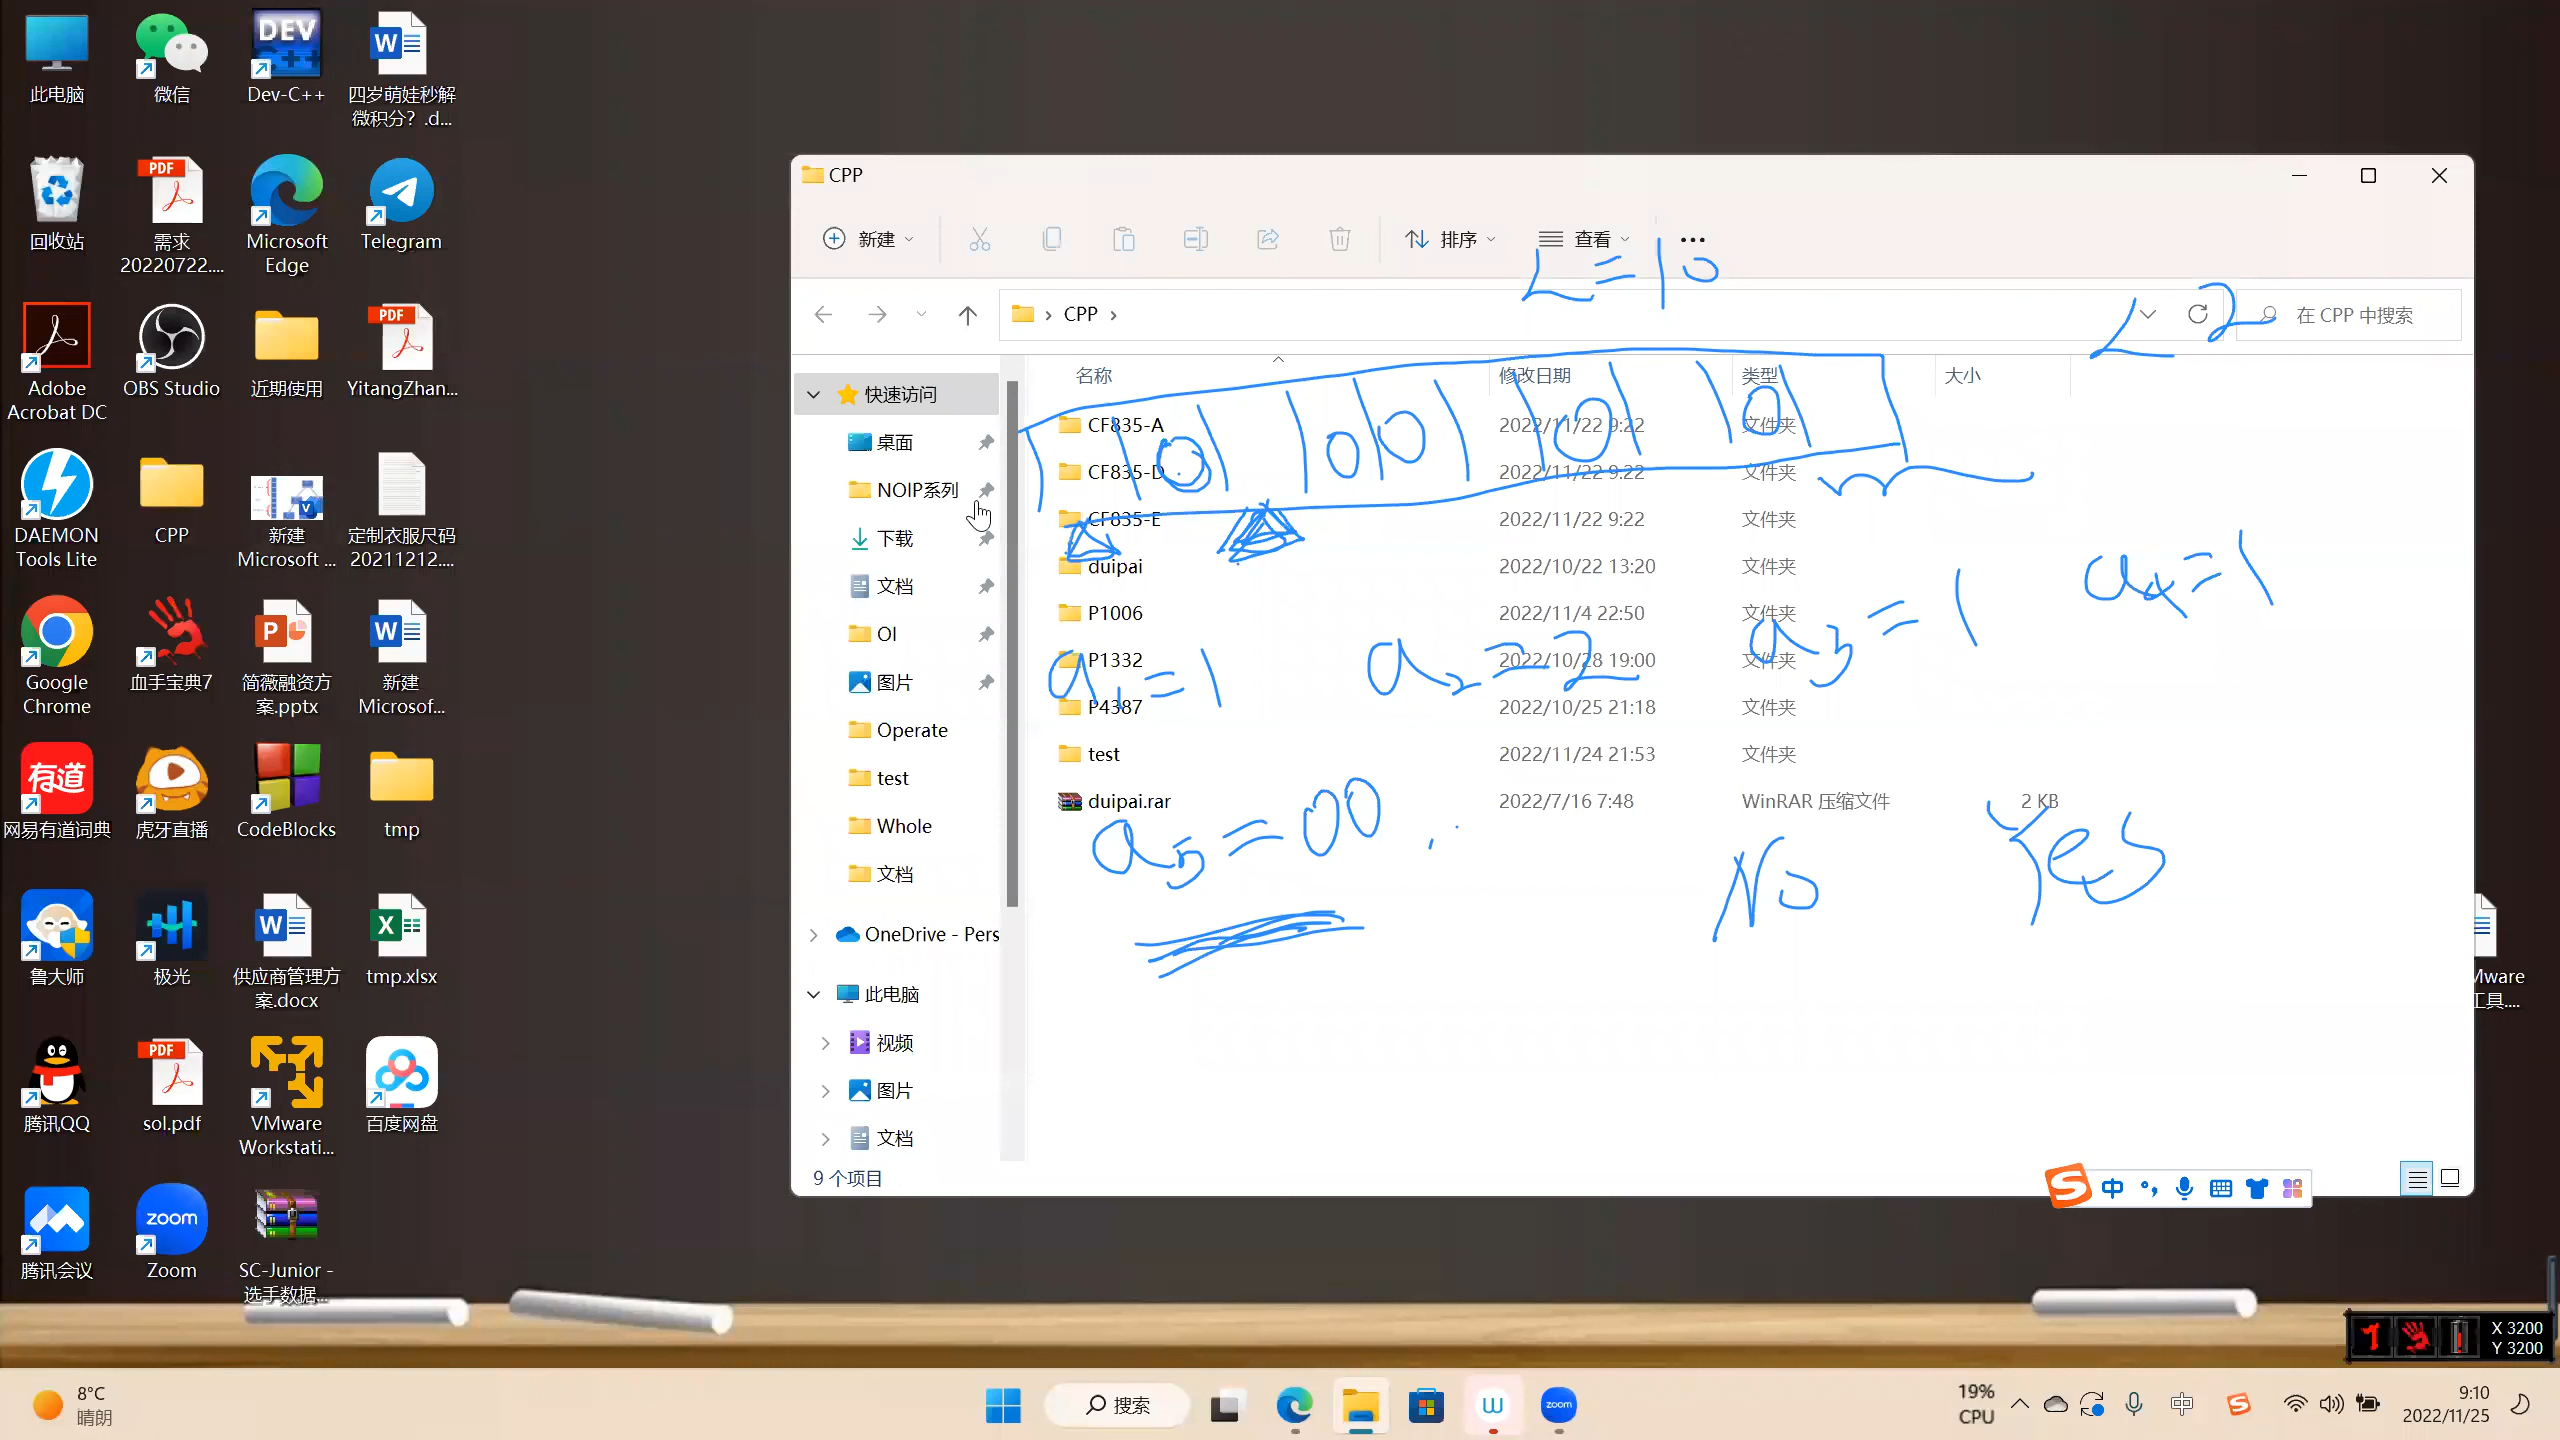 此电脑
微信
DEV
C++
Dev-C++
四岁萌娃秒解
微积分? .d...
回收站
PDF
需求
20220722....
Microsoft
Edge
Telegram
Adobe
Acrobat DC
OBS Studio
近期使用
PDF
YitangZhan...
DAEMON
Tools Lite
CPP
新建
Microsoft ...
定制衣服尺码
20211212....
Google
Chrome
血手宝典7
简薇融资方
案.pptx
新建
Microsof...
有道
网易有道词典
虎牙直播
CodeBlocks
tmp
鲁大师
极光
供应商管理方
案.docx
tmp.xlsx
腾讯QQ
PDF
sol.pdf
VMware
Workstati...
百度网盘
腾讯会议
zoom
Zoom
SC-Junior -
选手数据...
CPP
新建
排序
查看
L=10
CPP
L 2
在 CPP 中搜索
快速访问
桌面
NOIP系列
下载
文档
OI
图片
Operate
test
Whole
文档
OneDrive - Pers
此电脑
视频
图片
文档
名称 修改日期 类型 大小
CF835-A 2022/11/22 9:22 文件夹
CF835-D 2022/11/22 9:22 文件夹
CF835-E 2022/11/22 9:22 文件夹
duipai 2022/10/22 13:20 文件夹
P1006 2022/11/4 22:50 文件夹
P1332 2022/10/28 19:00 文件夹
P4387 2022/10/25 21:18 文件夹
test 2022/11/24 21:53 文件夹
duipai.rar 2022/7/16 7:48 WinRAR 压缩文件 2 KB
a1=1 a2=2 a3=1 a4=1
a5=00
No Yes
9 个项目
中
Mware
工具....
X 3200
Y 3200
8°C
晴朗
搜索
zoom
19%
CPU
中
9:10
2022/11/25